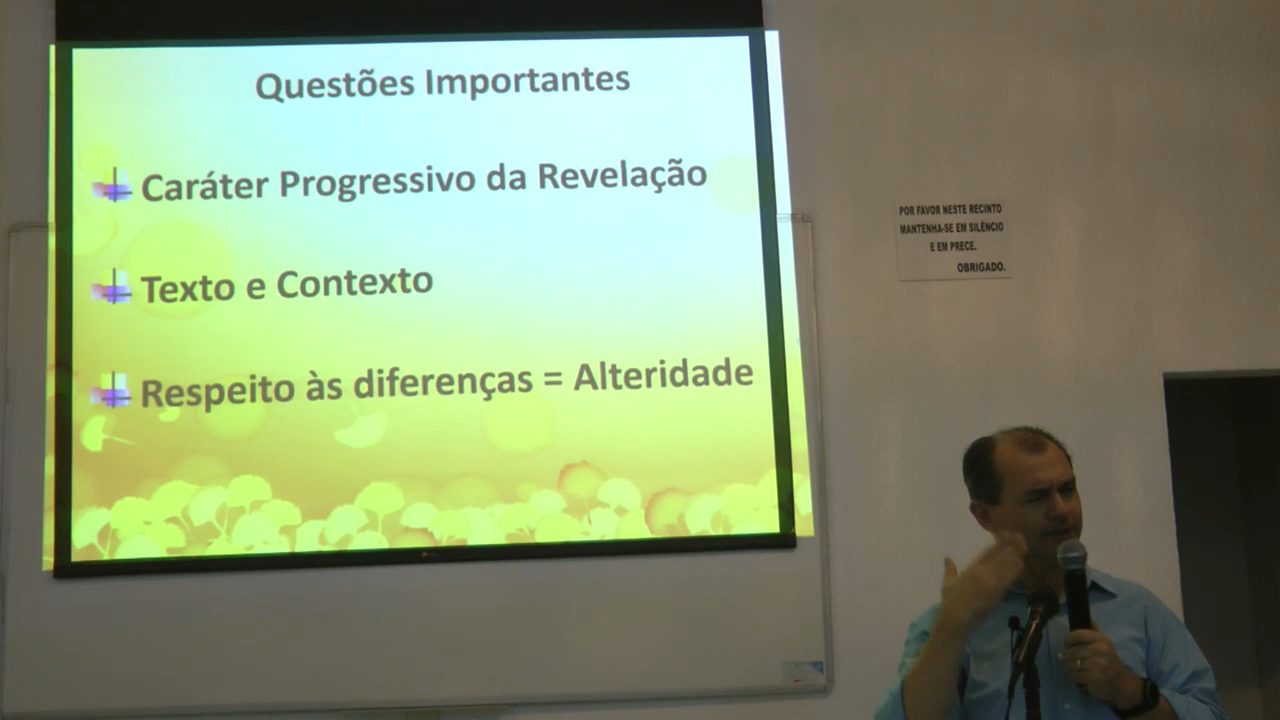 Questões Importantes
Caráter Progressivo da Revelação
Texto e Contexto
Respeito às diferenças = Alteridade
POR FAVOR NESTE RECINTO
MANTENHA-SE EM SILÊNCIO
E EM PRECE.
OBRIGADO.